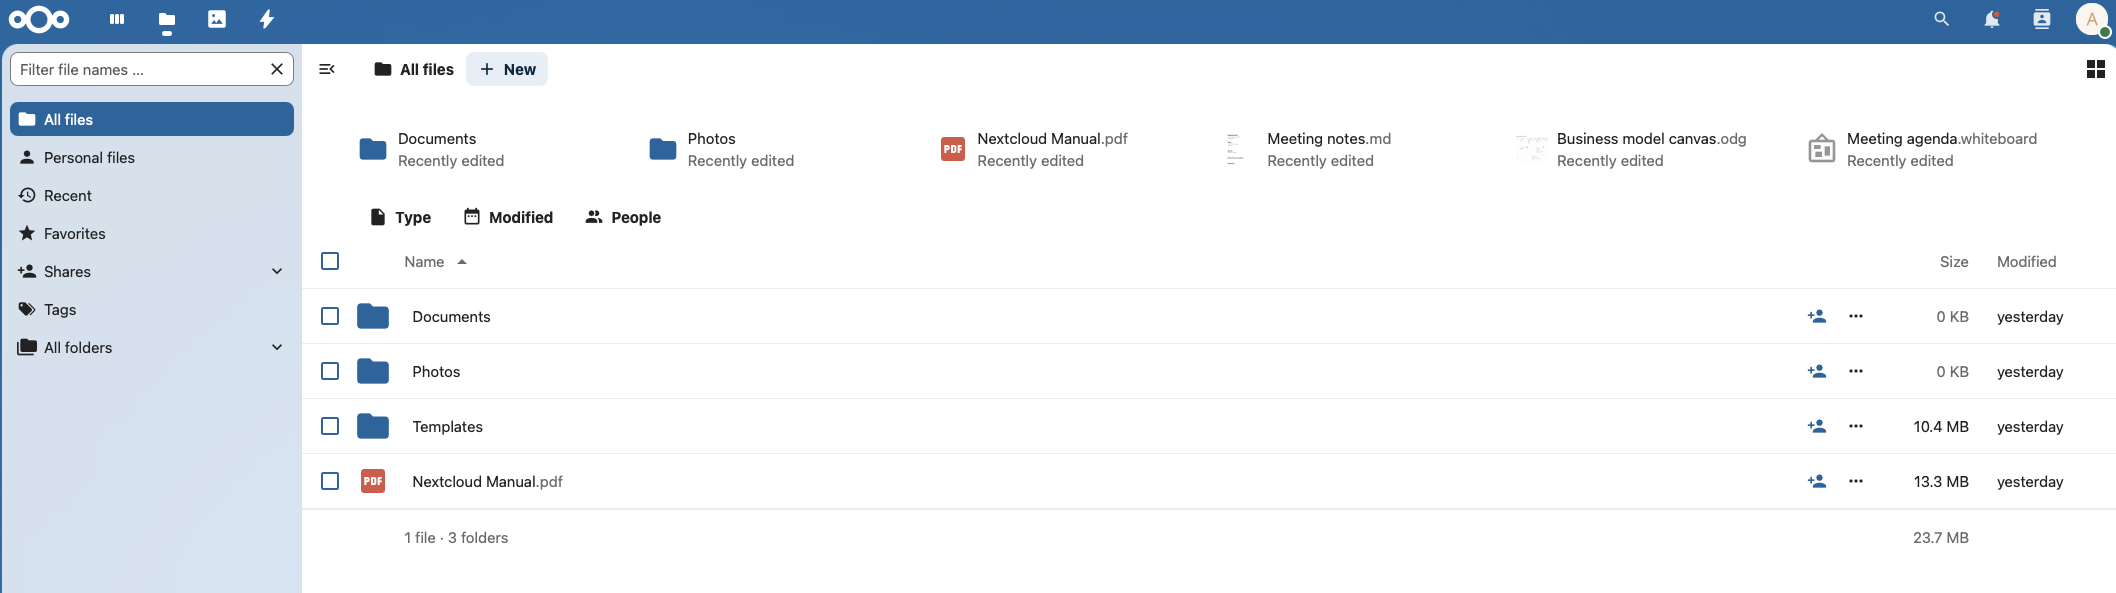 A
Filter file names ...
All files
Personal files
Recent
Favorites
Shares
Tags
All folders
All files
New
Documents
Recently edited
Photos
Recently edited
PDF
Nextcloud Manual.pdf
Recently edited
Meeting notes.md
Recently edited
Business model canvas.odg
Recently edited
Meeting agenda.whiteboard
Recently edited
Type Modified People
Name Size Modified
Documents 0 KB yesterday
Photos 0 KB yesterday
Templates 10.4 MB yesterday
PDF Nextcloud Manual.pdf 13.3 MB yesterday
1 file · 3 folders 23.7 MB